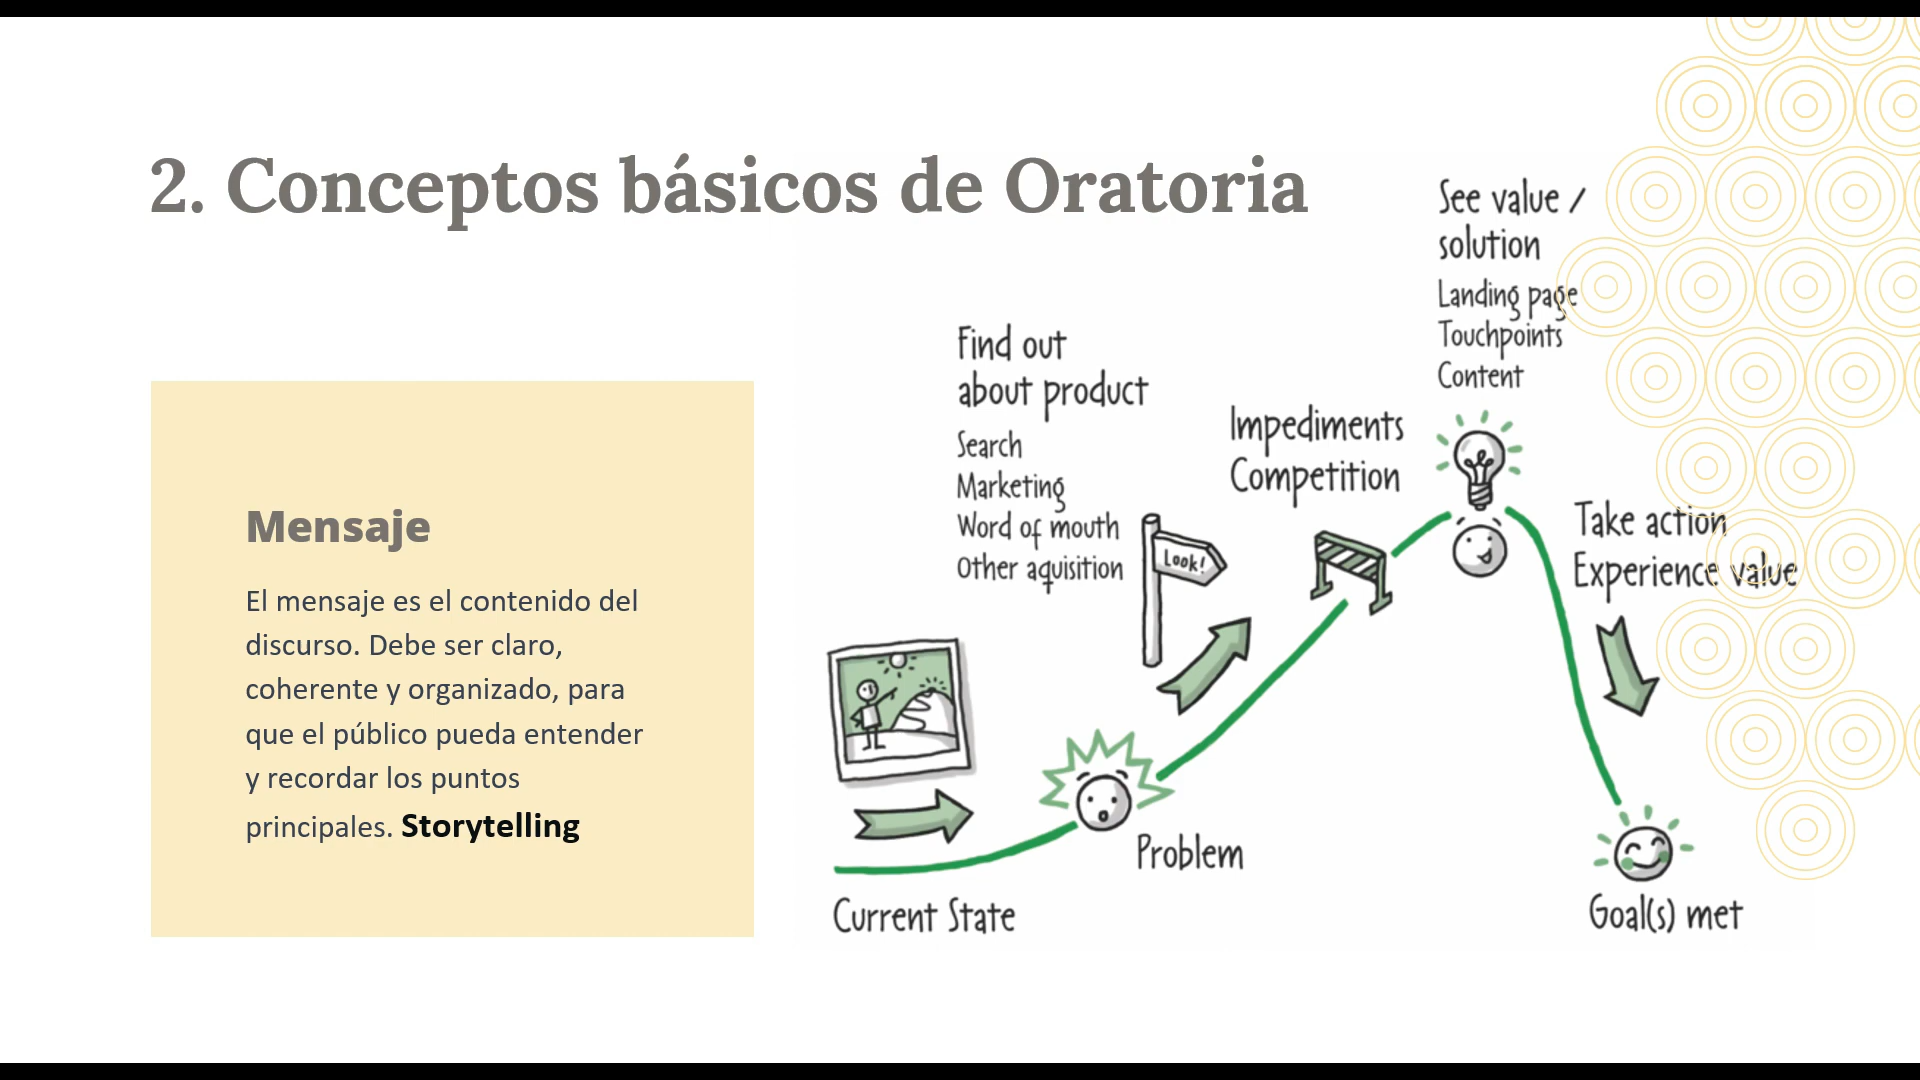 2. Conceptos básicos de Oratoria
Mensaje
El mensaje es el contenido del
discurso. Debe ser claro,
coherente y organizado, para
que el público pueda entender
y recordar los puntos
principales. Storytelling
Current State
Problem
Find out
about product
Search
Marketing
Word of mouth
Other aquisition
Look!
Impediments
Competition
See value /
solution
Landing page
Touchpoints
Content
Take action
Experience value
Goal(s) met